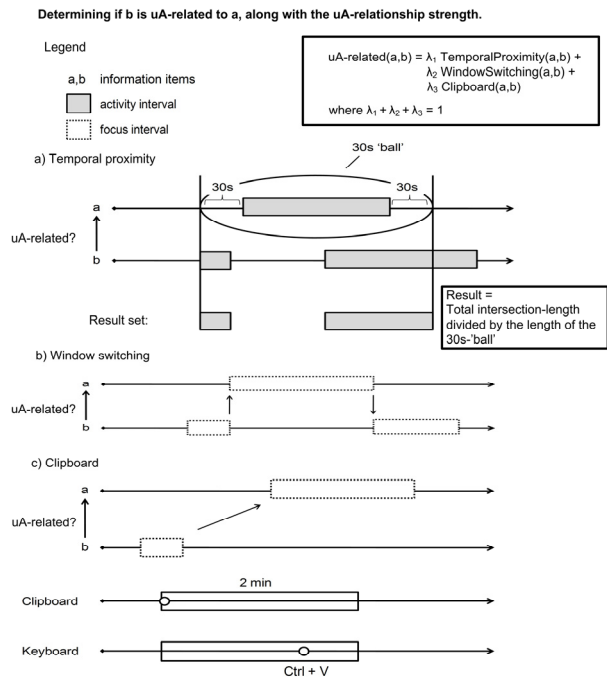 Determining if b is uA-related to a, along with the uA-relationship strength.
Legend
a,b information items
activity interval
focus interval
uA-related(a,b) = λ₁ TemporalProximity(a,b) +
λ₂ WindowSwitching(a,b) +
λ₃ Clipboard(a,b)
where λ₁ + λ₂ + λ₃ = 1
a) Temporal proximity
30s 'ball'
30s
30s
a
uA-related?
b
Result set:
Result =
Total intersection-length
divided by the length of the
30s-'ball'
b) Window switching
a
uA-related?
b
c) Clipboard
a
uA-related?
b
2 min
Clipboard
Keyboard
Ctrl + V